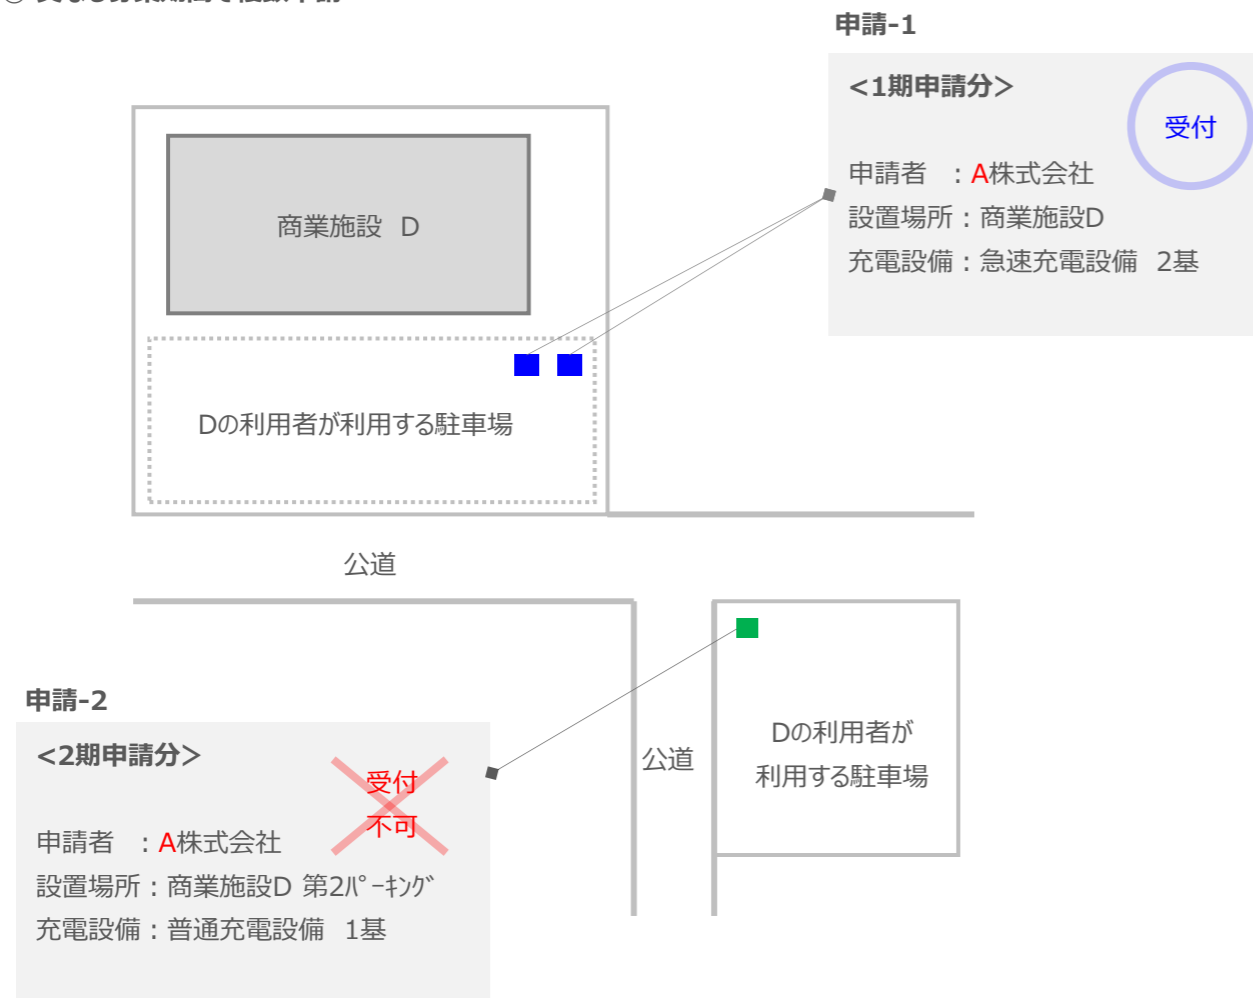 申請-1
<1期申請分>
受付
申請者 ：A株式会社
設置場所：商業施設D
充電設備：急速充電設備 2基
商業施設 D
Dの利用者が利用する駐車場
公道
申請-2
<2期申請分>
受付
不可
申請者 ：A株式会社
設置場所：商業施設D 第2ﾊﾟｰｷﾝｸﾞ
充電設備：普通充電設備 1基
公道
Dの利用者が
利用する駐車場